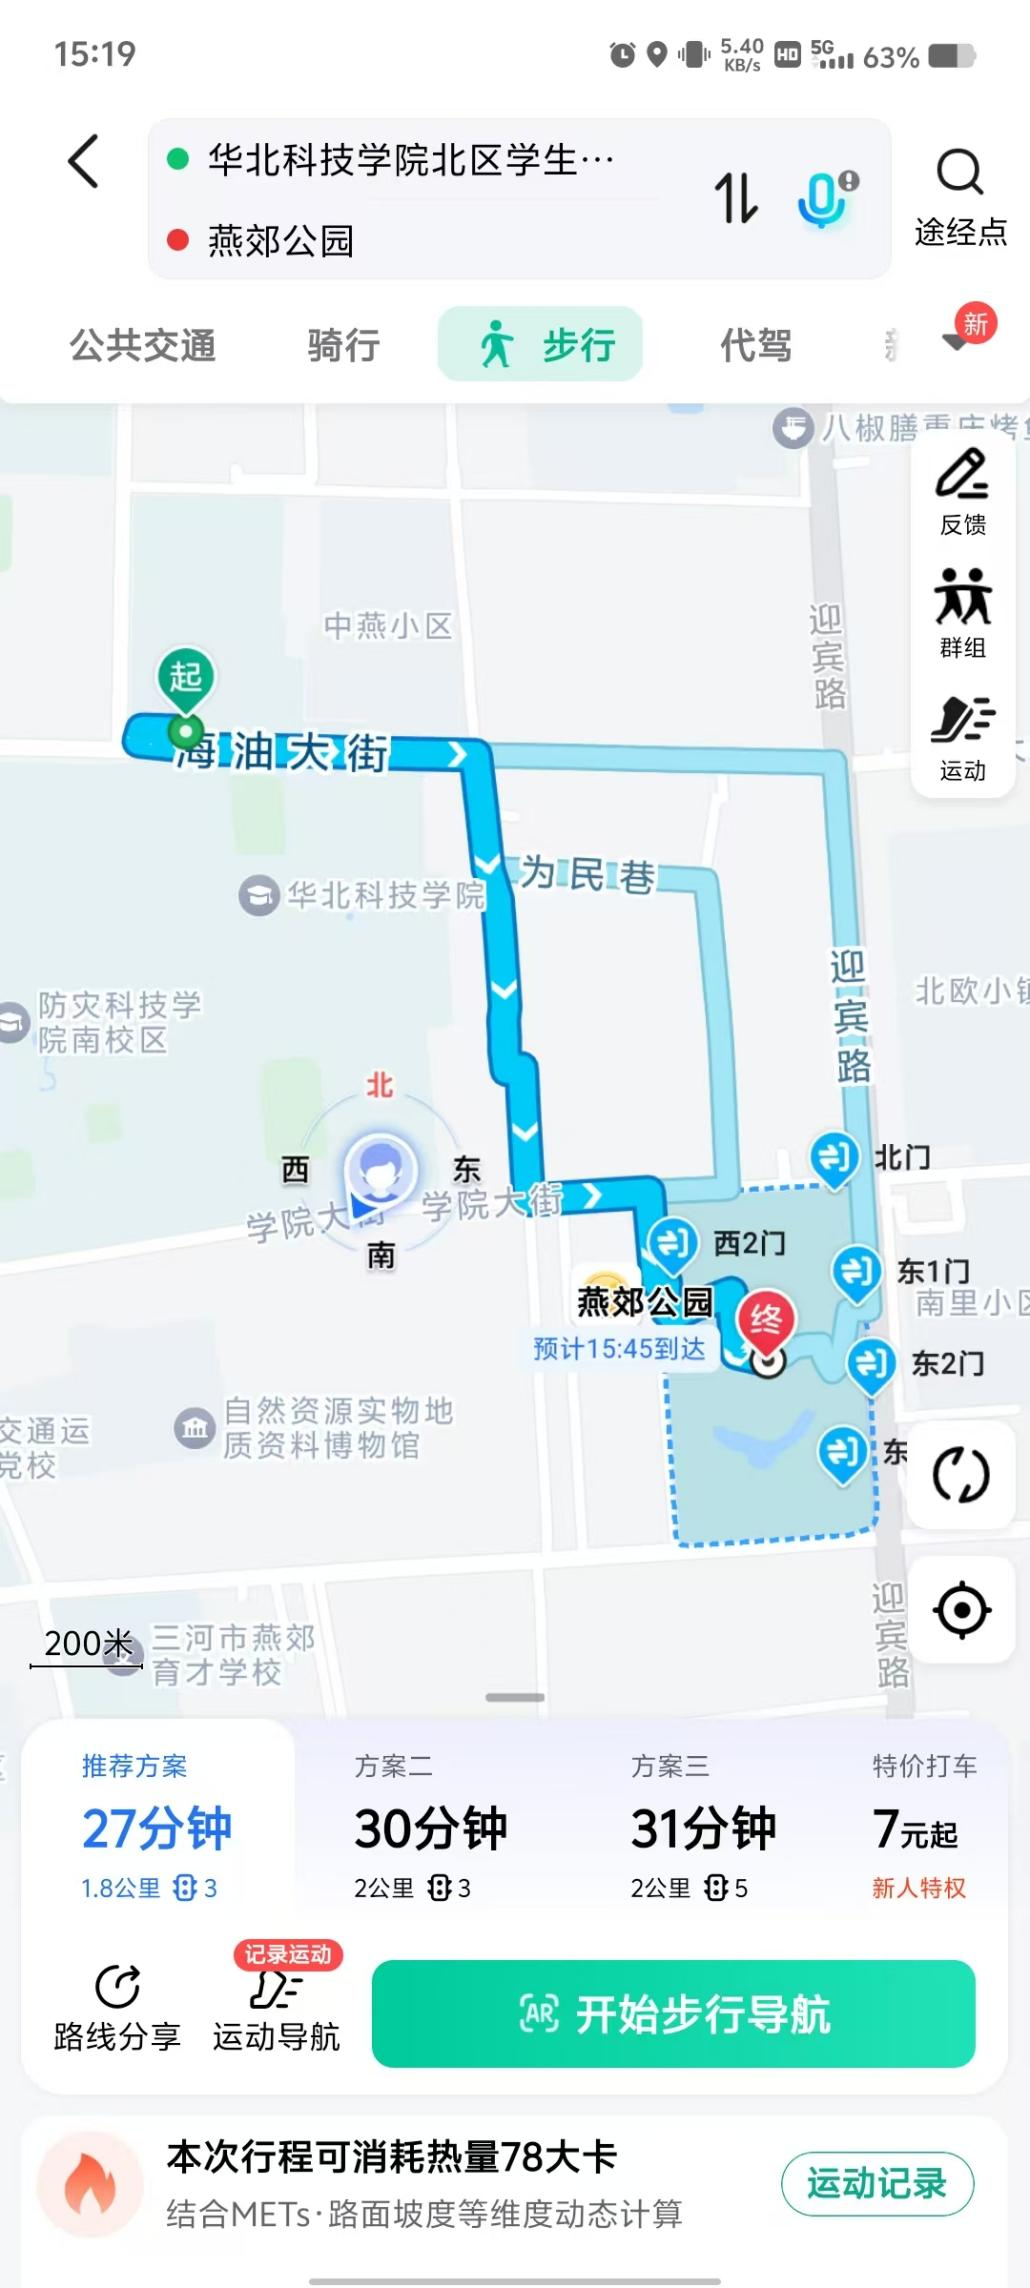 15:19
5.40 KB/s HD 5G 63%
华北科技学院北区学生…
燕郊公园
途经点
公共交通 骑行 步行 代驾
新
八椒膳重庆烤
反馈
群组
运动
中燕小区
迎宾路
起
海油大街
为民巷
华北科技学院
防灾科技学
院南校区
迎宾路
北欧小镇
北
西 东
南
学院大街
学院大街
北门
西2门
东1门
南里小区
燕郊公园
终
预计15:45到达
东2门
东
自然资源实物地
质资料博物馆
交通运
党校
迎宾路
200米
三河市燕郊
育才学校
推荐方案 方案二 方案三 特价打车
27分钟 30分钟 31分钟 7元起
1.8公里 3 2公里 3 2公里 5 新人特权
记录运动
路线分享 运动导航
AR 开始步行导航
本次行程可消耗热量78大卡
结合METs·路面坡度等维度动态计算
运动记录